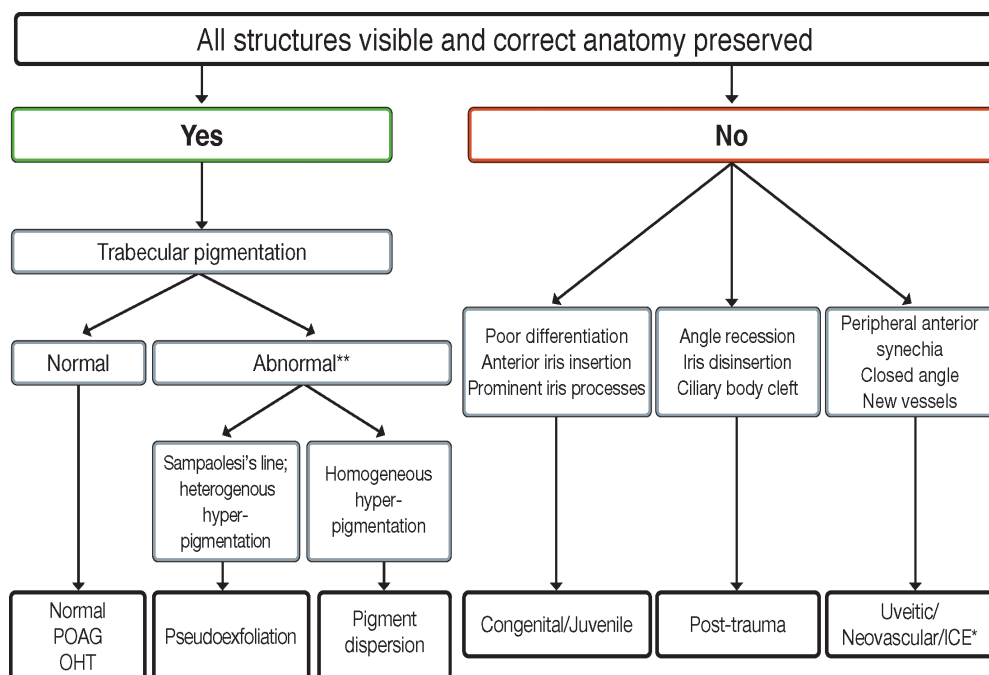 All structures visible and correct anatomy preserved
Yes
No
Trabecular pigmentation
Normal
Abnormal**
Poor differentiation
Anterior iris insertion
Prominent iris processes
Angle recession
Iris disinsertion
Ciliary body cleft
Peripheral anterior
synechia
Closed angle
New vessels
Sampaolesi's line;
heterogenous
hyper-
pigmentation
Homogeneous
hyper-
pigmentation
Normal
POAG
OHT
Pseudoexfoliation
Pigment
dispersion
Congenital/Juvenile
Post-trauma
Uveitic/
Neovascular/ICE*